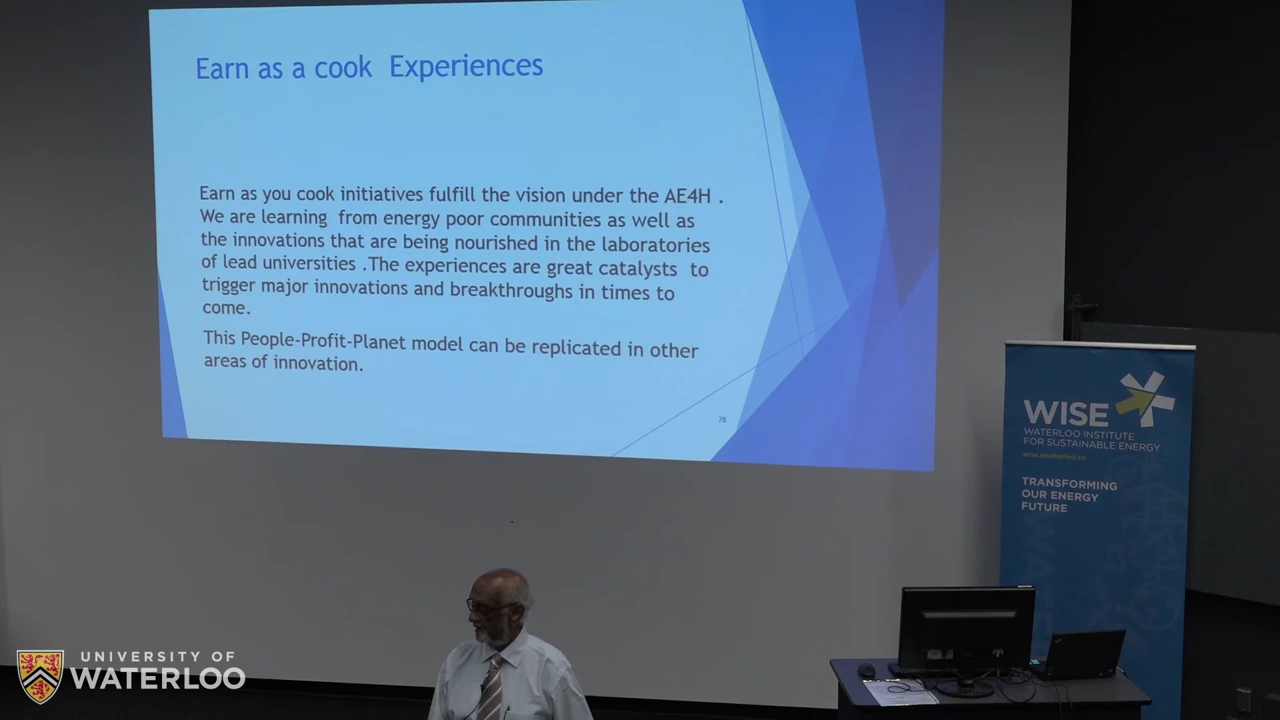 Earn as a cook Experiences
Earn as you cook initiatives fulfill the vision under the AE4H .
We are learning from energy poor communities as well as
the innovations that are being nourished in the laboratories
of lead universities .The experiences are great catalysts to
trigger major innovations and breakthroughs in times to
come.
This People-Profit-Planet model can be replicated in other
areas of innovation.
78
WISE
WATERLOO INSTITUTE
FOR SUSTAINABLE ENERGY
wise.uwaterloo.ca
TRANSFORMING
OUR ENERGY
FUTURE
UNIVERSITY OF
WATERLOO